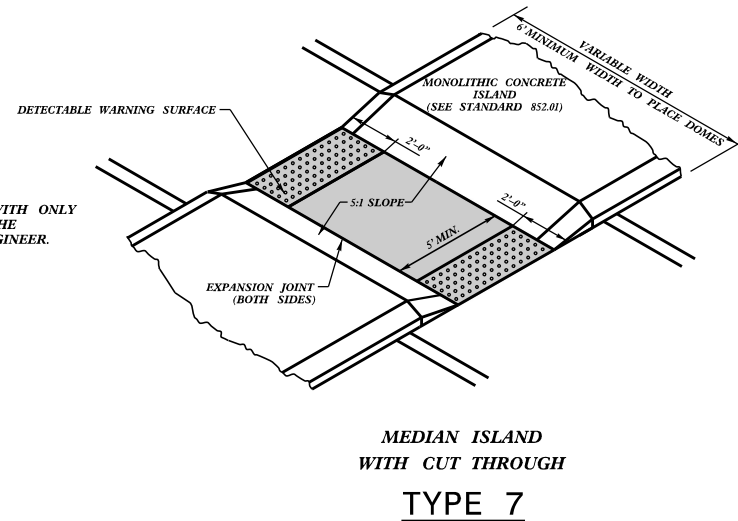 VARIABLE WIDTH
6' MINIMUM WIDTH TO PLACE DOMES
MONOLITHIC CONCRETE
ISLAND
(SEE STANDARD 852.01)
DETECTABLE WARNING SURFACE
2'-0"
5:1 SLOPE
2'-0"
5' MIN.
WITH ONLY
HE
GINEER.
EXPANSION JOINT
(BOTH SIDES)
MEDIAN ISLAND
WITH CUT THROUGH
TYPE 7